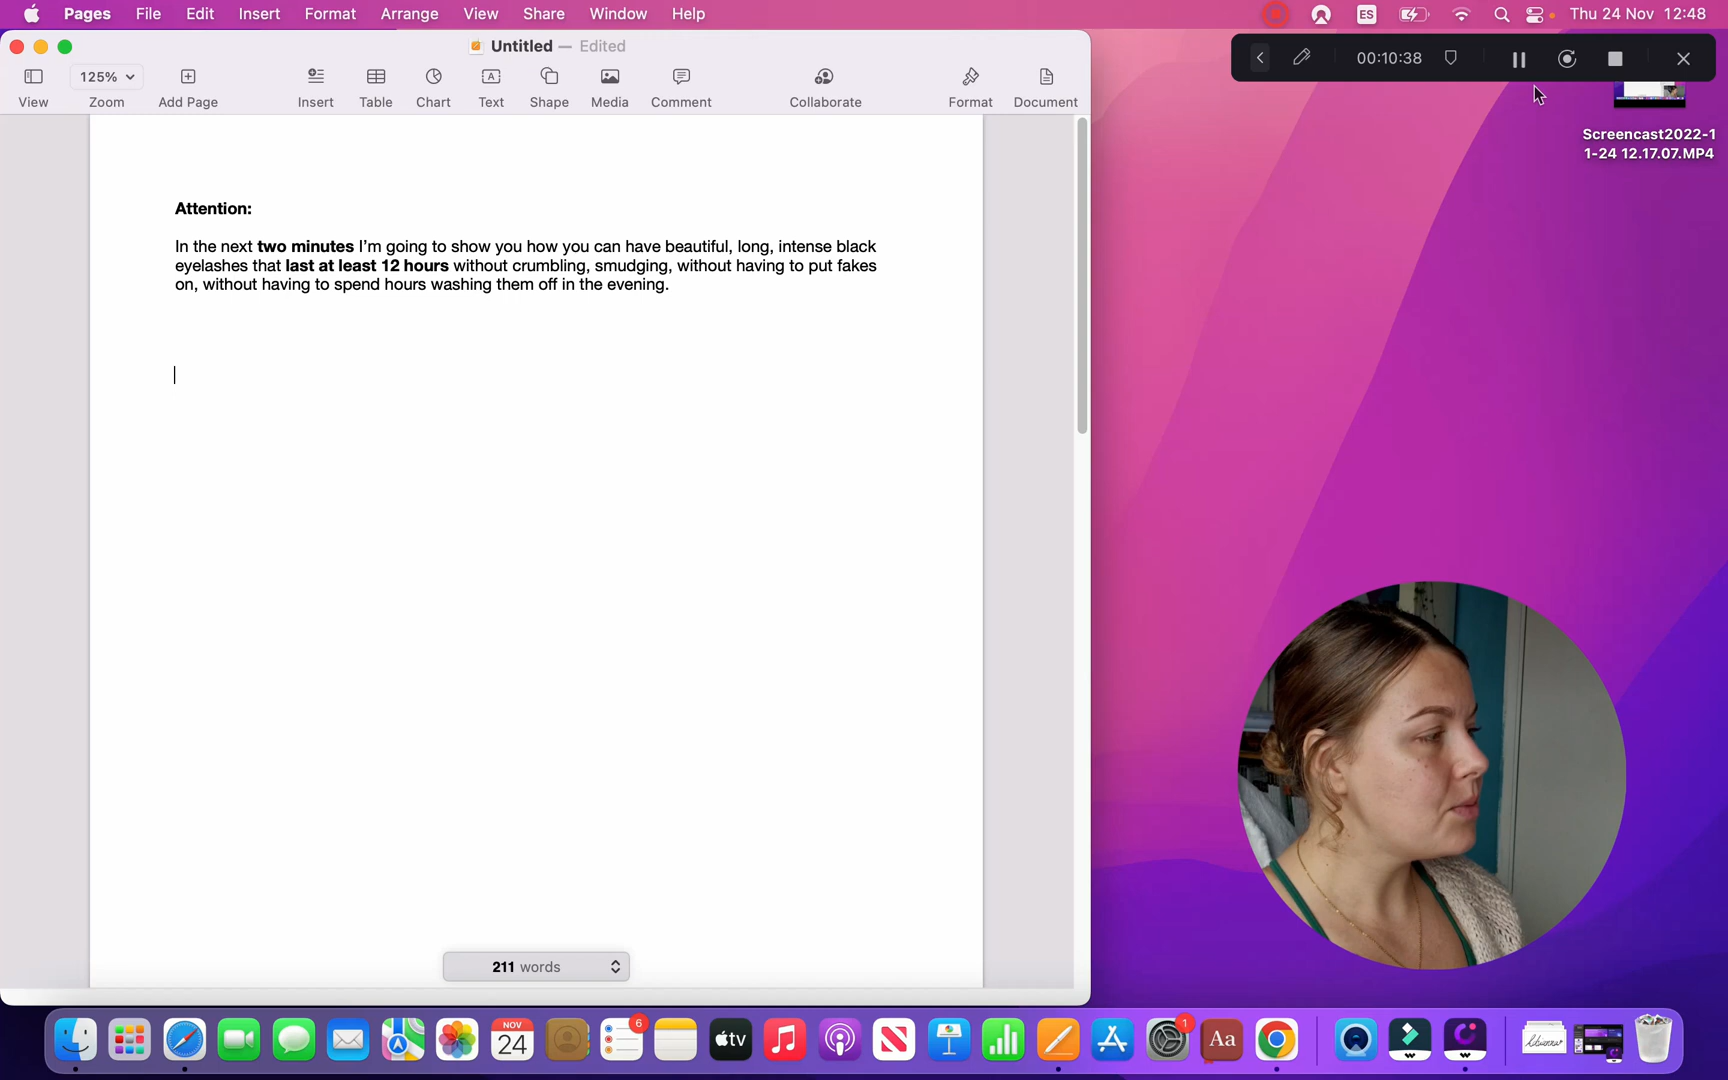 Pages File Edit Insert Format Arrange View Share Window Help
ES
Thu 24 Nov 12:48
Untitled — Edited
00:10:38
125%
View Zoom Add Page Insert Table Chart Text Shape Media Comment Collaborate Format Document
Screencast2022-1
1-24 12.17.07.MP4
Attention:
In the next two minutes I'm going to show you how you can have beautiful, long, intense black
eyelashes that last at least 12 hours without crumbling, smudging, without having to put fakes
on, without having to spend hours washing them off in the evening.
211 words
NOV
24
6
tv
1
Aa